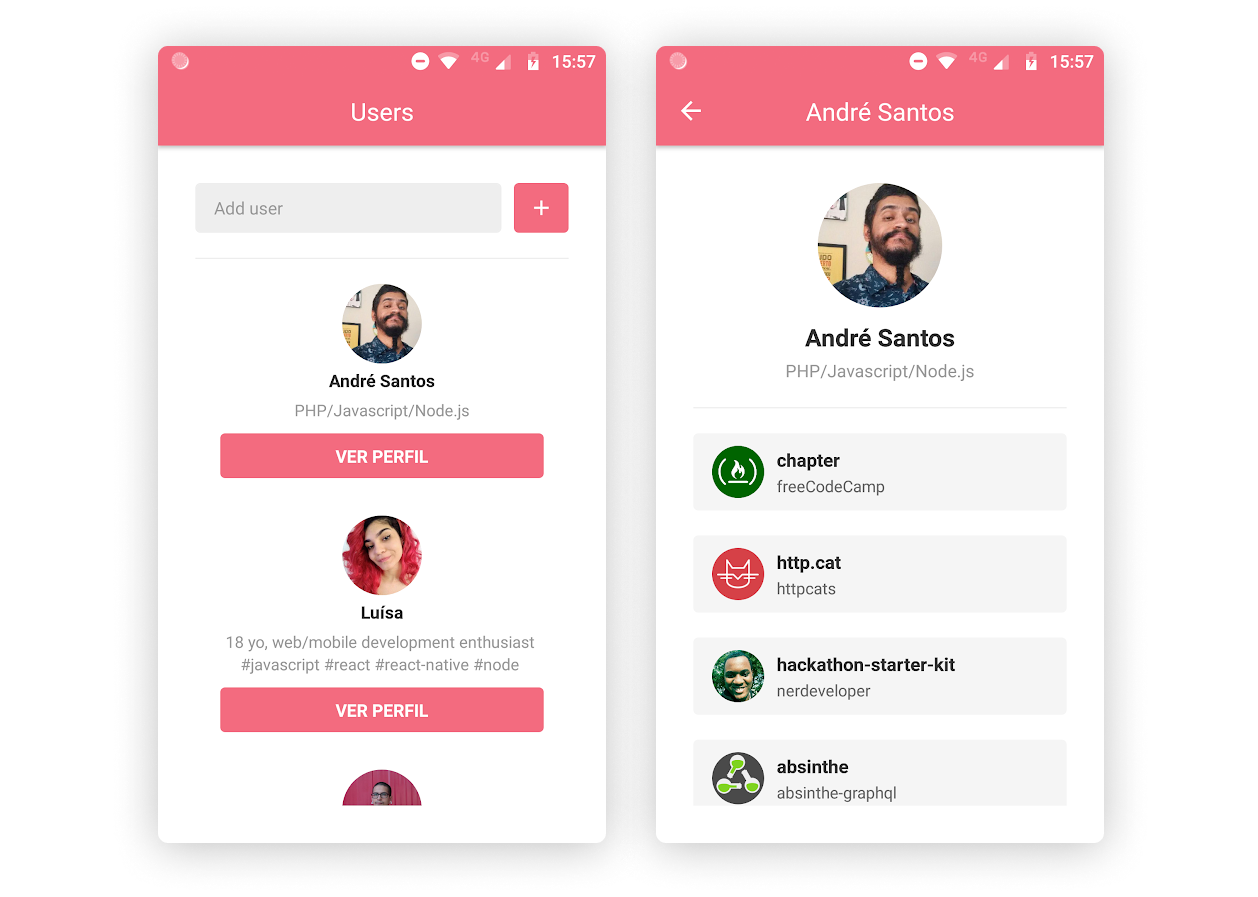 4G 15:57
Users
Add user
+
André Santos
PHP/Javascript/Node.js
VER PERFIL
Luísa
18 yo, web/mobile development enthusiast
#javascript #react #react-native #node
VER PERFIL
4G 15:57
André Santos
André Santos
PHP/Javascript/Node.js
chapter
freeCodeCamp
http.cat
httpcats
hackathon-starter-kit
nerdeveloper
absinthe
absinthe-graphql